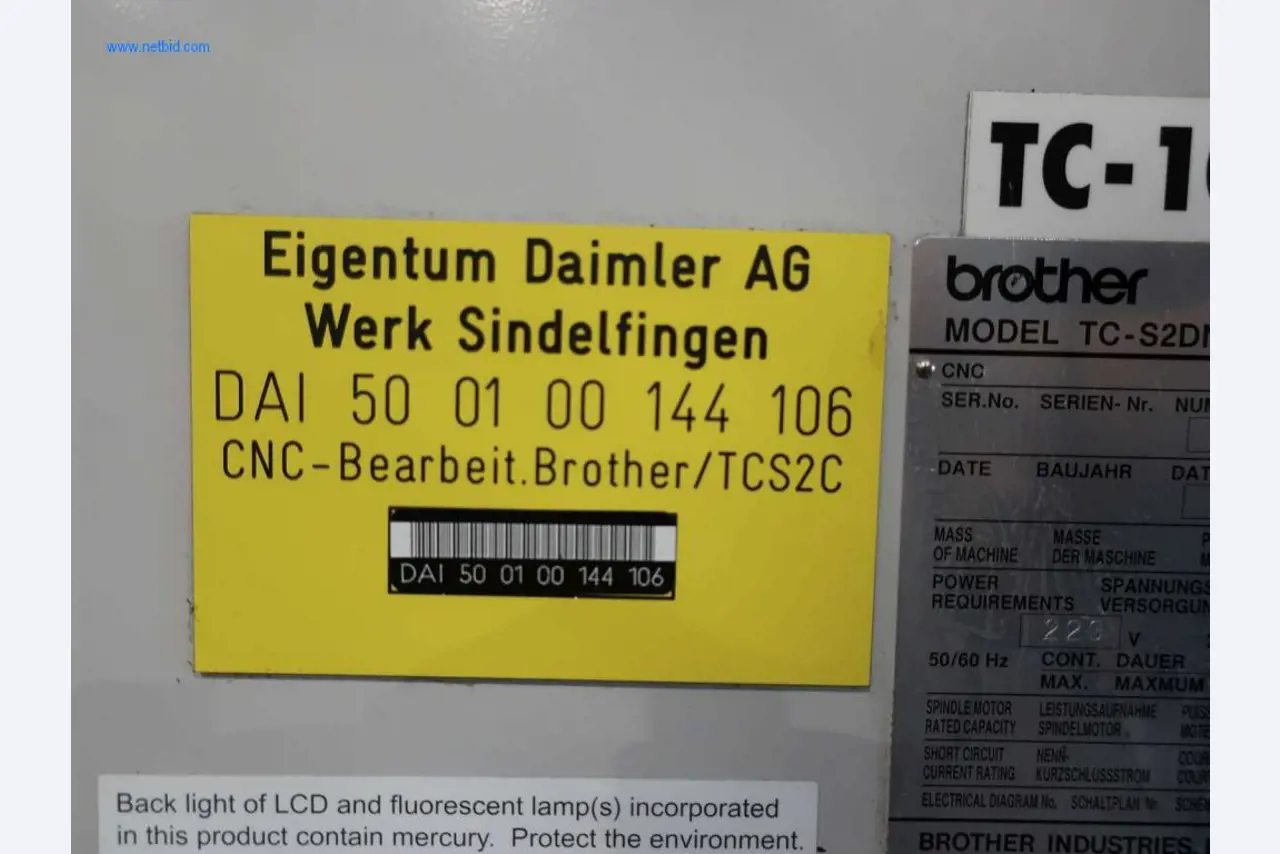 www.netbid.com
Eigentum Daimler AG
Werk Sindelfingen
DAI 50 01 00 144 106
CNC-Bearbeit.Brother/TCS2C
DAI 50 01 00 144 106
Back light of LCD and fluorescent lamp(s) incorporated
in this product contain mercury. Protect the environment.
TC-1
brother
MODEL TC-S2D
CNC
SER.No. SERIEN-Nr.
DATE BAUJAHR
MASS MASSE
OF MACHINE DER MASCHINE
POWER SPANNUNGS
REQUIREMENTS VERSORGUN
V
50/60 Hz CONT. DAUER
MAX. MAXMUM
SPINDLE MOTOR LEISTUNGSAUFNAHME
RATED CAPACITY SPINDELMOTOR
SHORT CIRCUIT NENN-
CURRENT RATING KURZSCHLUSSSTROM
ELECTRICAL DIAGRAM No. SCHALTPLAN Nr.
BROTHER INDUSTRIES,